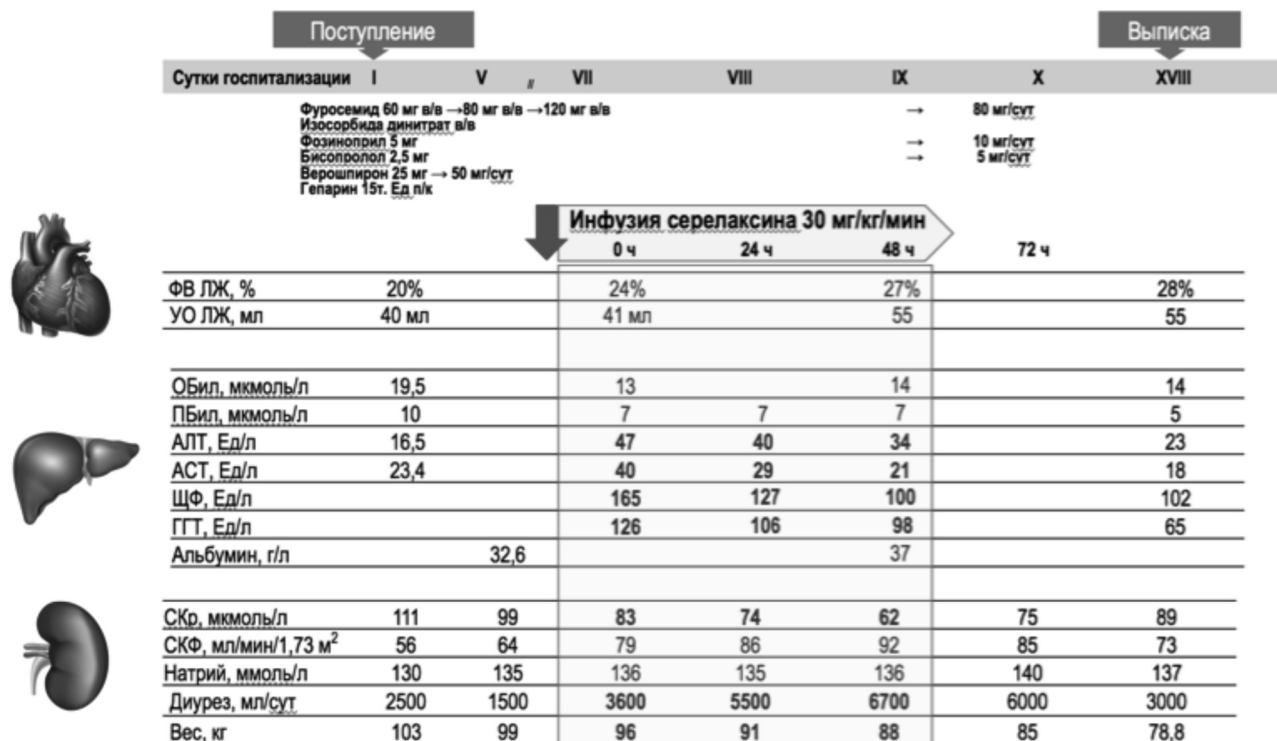 Поступление Выписка
Сутки госпитализации I V // VII VIII IX X XVIII
Фуросемид 60 мг в/в →80 мг в/в →120 мг в/в → 80 мг/сут
Изосорбида динитрат в/в
Фозиноприл 5 мг → 10 мг/сут
Бисопролол 2,5 мг → 5 мг/сут
Верошпирон 25 мг → 50 мг/сут
Гепарин 15т. Ед п/к
Инфузия серелаксина 30 мг/кг/мин
0 ч 24 ч 48 ч 72 ч
ФВ ЛЖ, % 20% 24% 27% 28%
УО ЛЖ, мл 40 мл 41 мл 55 55
ОБил, мкмоль/л 19,5 13 14 14
ПБил, мкмоль/л 10 7 7 7 5
АЛТ, Ед/л 16,5 47 40 34 23
АСТ, Ед/л 23,4 40 29 21 18
ЩФ, Ед/л 165 127 100 102
ГГТ, Ед/л 126 106 98 65
Альбумин, г/л 32,6 37
СКр, мкмоль/л 111 99 83 74 62 75 89
СКФ, мл/мин/1,73 м² 56 64 79 86 92 85 73
Натрий, ммоль/л 130 135 136 135 136 140 137
Диурез, мл/сут 2500 1500 3600 5500 6700 6000 3000
Вес, кг 103 99 96 91 88 85 78,8